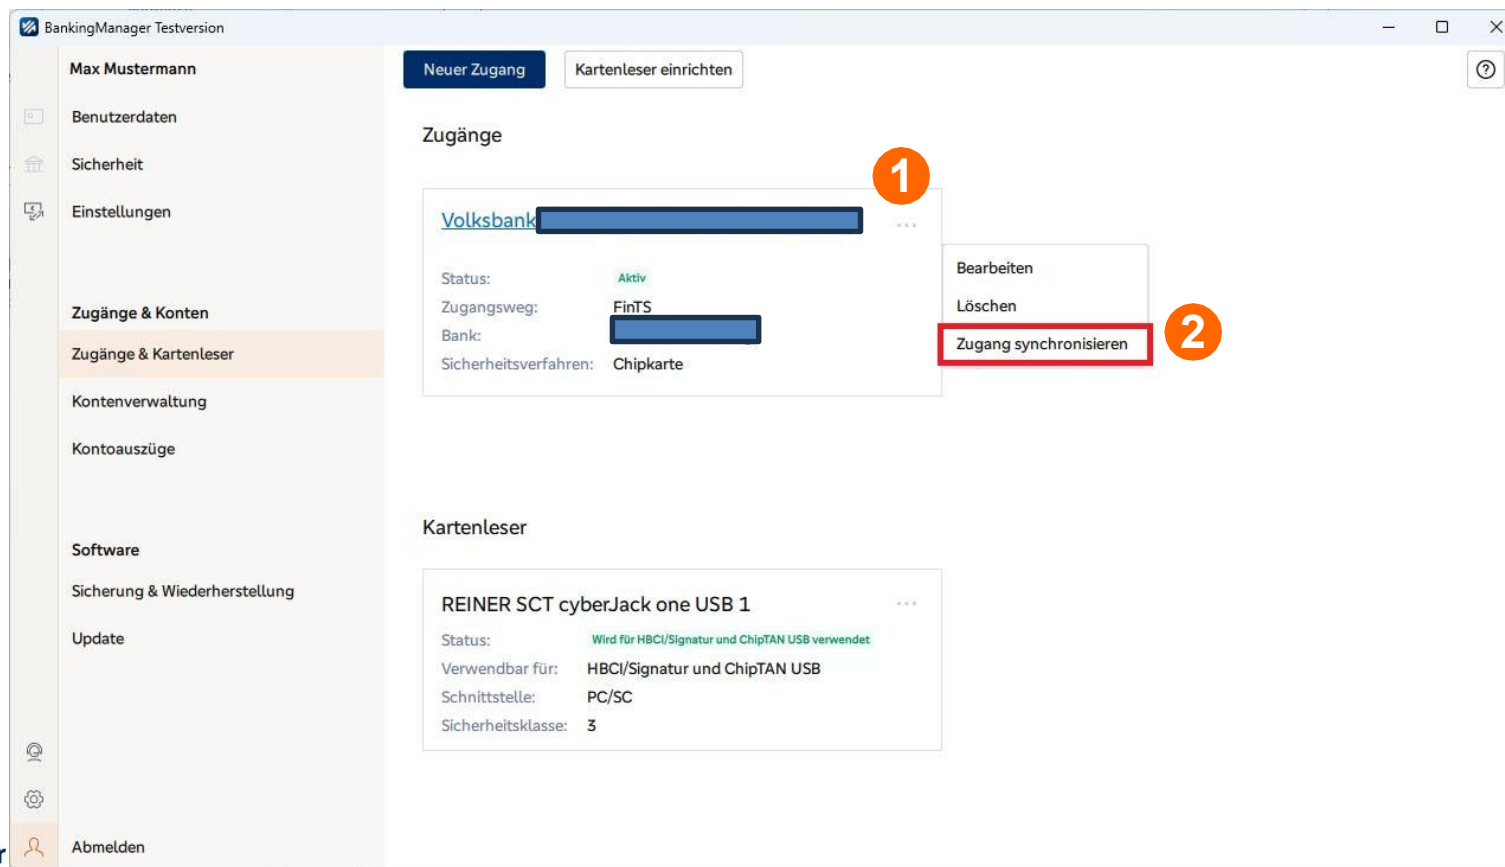 BankingManager Testversion
Max Mustermann
Benutzerdaten
Sicherheit
Einstellungen
Zugänge & Konten
Zugänge & Kartenleser
Kontenverwaltung
Kontoauszüge
Software
Sicherung & Wiederherstellung
Update
Abmelden
r
Neuer Zugang
Kartenleser einrichten
Zugänge
1
Volksbank
...
Status: Aktiv
Zugangsweg: FinTS
Bank:
Sicherheitsverfahren: Chipkarte
Bearbeiten
Löschen
Zugang synchronisieren
2
Kartenleser
REINER SCT cyberJack one USB 1
...
Status: Wird für HBCI/Signatur und ChipTAN USB verwendet
Verwendbar für: HBCI/Signatur und ChipTAN USB
Schnittstelle: PC/SC
Sicherheitsklasse: 3